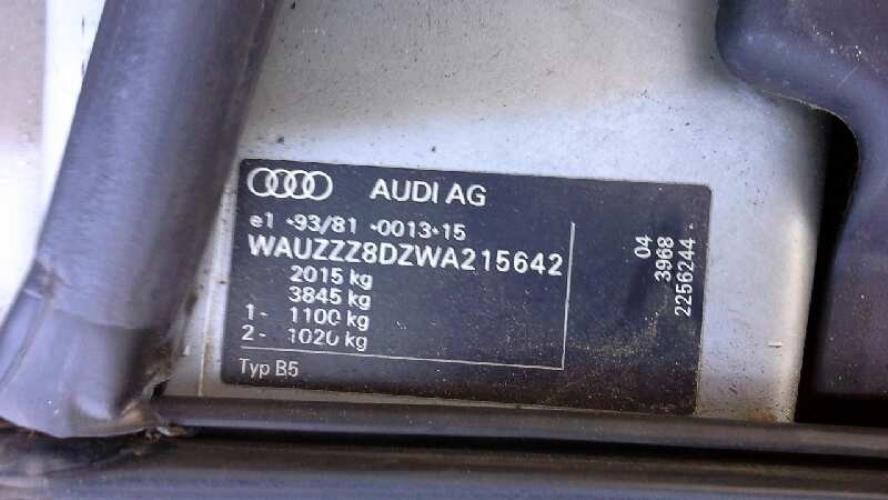 AUDI AG
e1 *93/81 *0013*15
WAUZZZ8DZWA215642
2015 kg
3845 kg
1- 1100 kg
2- 1020 kg
Typ B5
04
3968
2256244